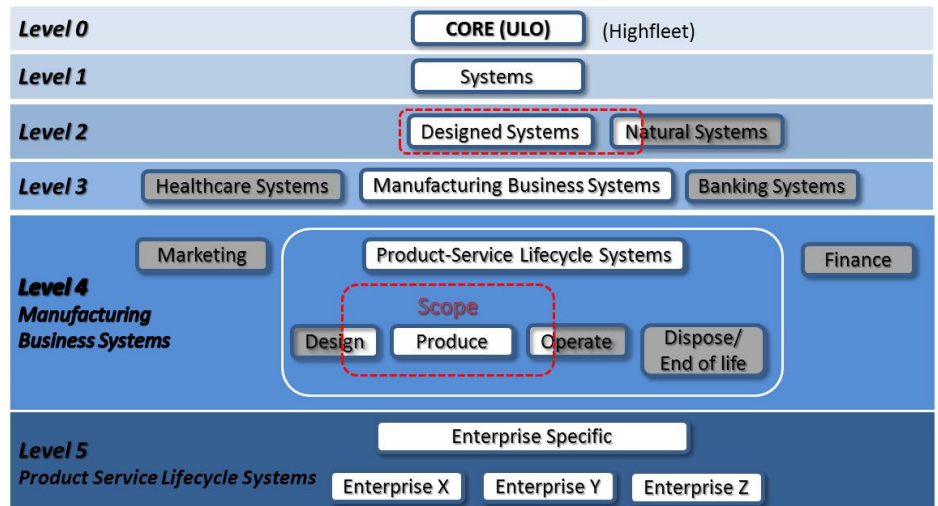 Level 0
CORE (ULO)
(Highfleet)
Level 1
Systems
Level 2
Designed Systems
Natural Systems
Level 3
Healthcare Systems
Manufacturing Business Systems
Banking Systems
Marketing
Product-Service Lifecycle Systems
Finance
Level 4
Manufacturing
Business Systems
Scope
Design
Produce
Operate
Dispose/
End of life
Level 5
Product Service Lifecycle Systems
Enterprise Specific
Enterprise X
Enterprise Y
Enterprise Z